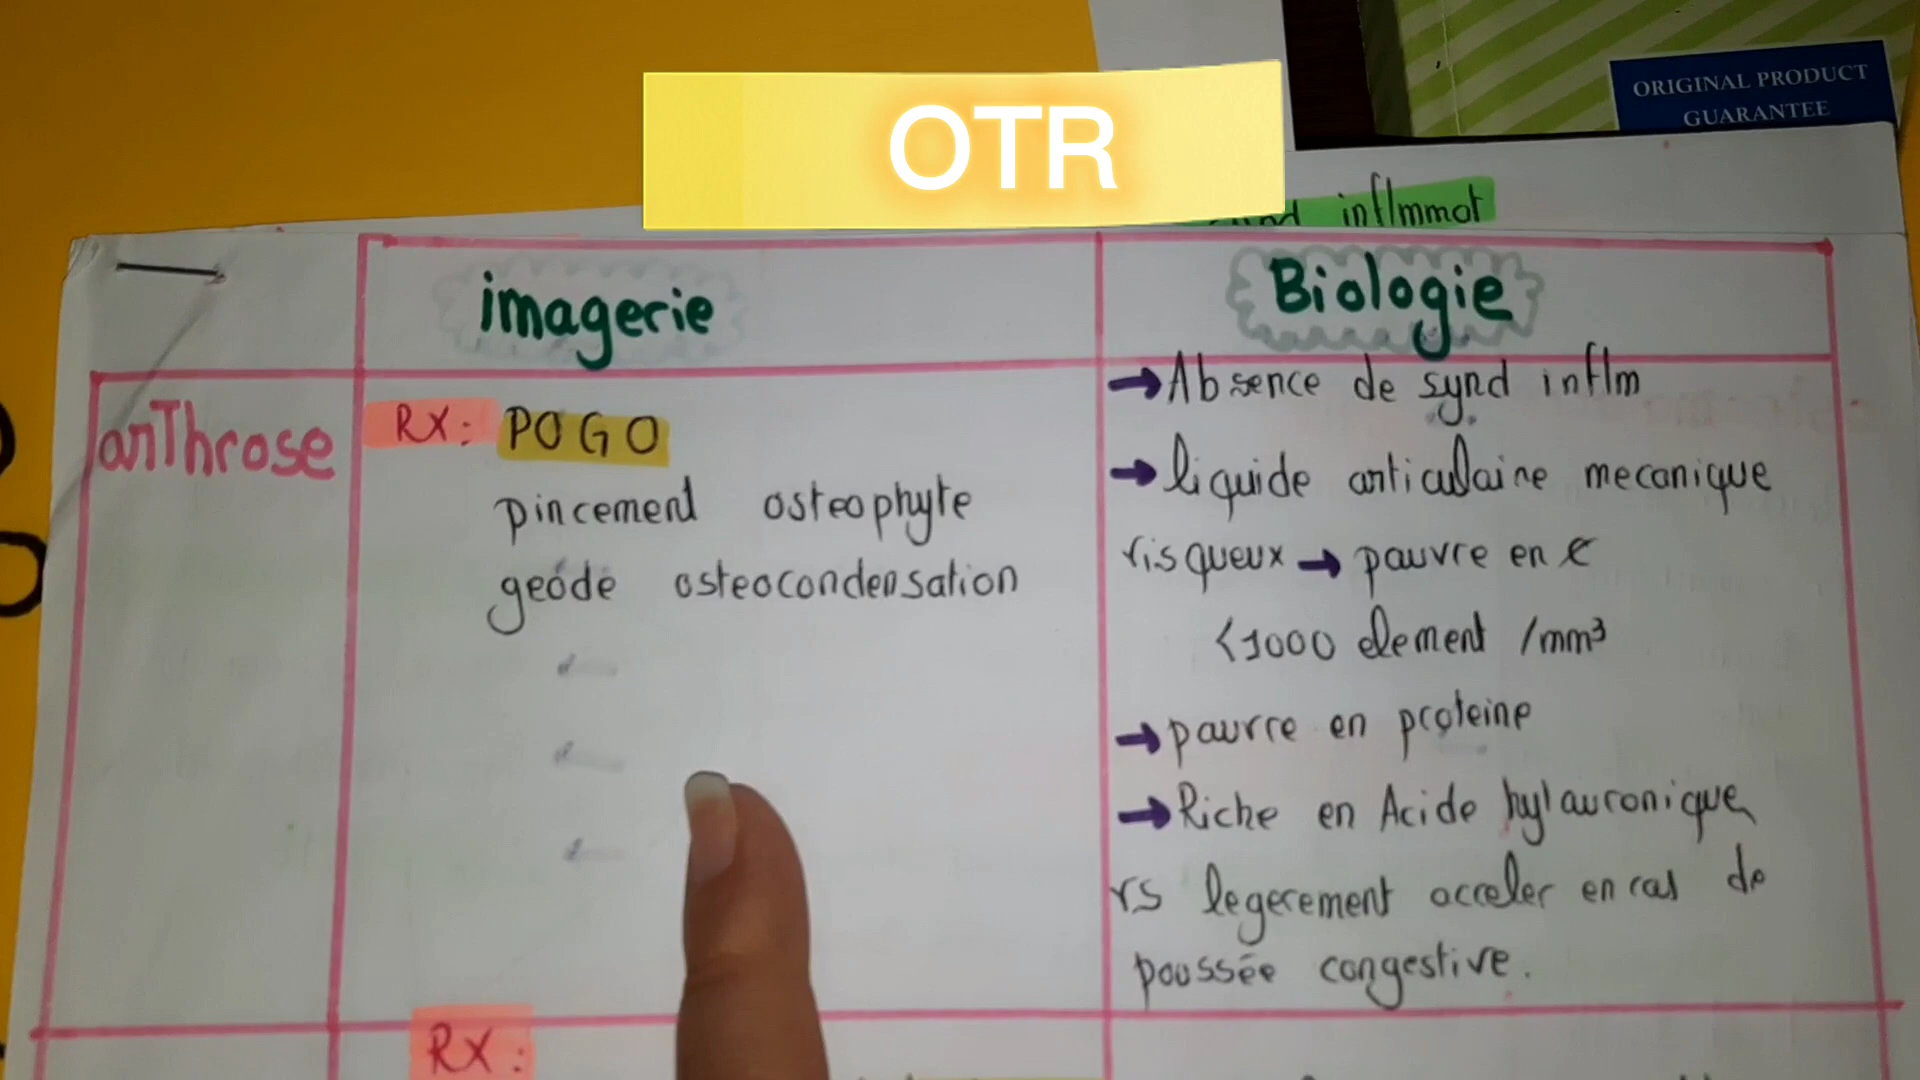 ORIGINAL PRODUCT
GUARANTEE
OTR
inflmmat
imagerie
Biologie
arThrose
RX: POGO
pincement osteophyte
geode osteocondensation
→ Absence de synd inflm
→ liquide articulaire mecanique
visqueux → pauvre en c
<1000 element /mm³
→ pauvre en proteine
→ Riche en Acide hylauronique
vs legerement acceler en cas de
poussée congestive.
RX :